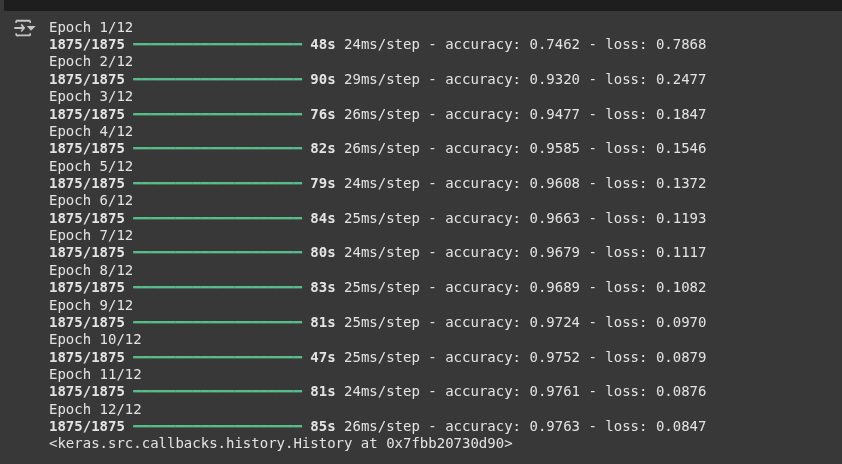 Epoch 1/12
1875/1875 ━━━━━━━━━━━━━━━━━━━━ 48s 24ms/step - accuracy: 0.7462 - loss: 0.7868
Epoch 2/12
1875/1875 ━━━━━━━━━━━━━━━━━━━━ 90s 29ms/step - accuracy: 0.9320 - loss: 0.2477
Epoch 3/12
1875/1875 ━━━━━━━━━━━━━━━━━━━━ 76s 26ms/step - accuracy: 0.9477 - loss: 0.1847
Epoch 4/12
1875/1875 ━━━━━━━━━━━━━━━━━━━━ 82s 26ms/step - accuracy: 0.9585 - loss: 0.1546
Epoch 5/12
1875/1875 ━━━━━━━━━━━━━━━━━━━━ 79s 24ms/step - accuracy: 0.9608 - loss: 0.1372
Epoch 6/12
1875/1875 ━━━━━━━━━━━━━━━━━━━━ 84s 25ms/step - accuracy: 0.9663 - loss: 0.1193
Epoch 7/12
1875/1875 ━━━━━━━━━━━━━━━━━━━━ 80s 24ms/step - accuracy: 0.9679 - loss: 0.1117
Epoch 8/12
1875/1875 ━━━━━━━━━━━━━━━━━━━━ 83s 25ms/step - accuracy: 0.9689 - loss: 0.1082
Epoch 9/12
1875/1875 ━━━━━━━━━━━━━━━━━━━━ 81s 25ms/step - accuracy: 0.9724 - loss: 0.0970
Epoch 10/12
1875/1875 ━━━━━━━━━━━━━━━━━━━━ 47s 25ms/step - accuracy: 0.9752 - loss: 0.0879
Epoch 11/12
1875/1875 ━━━━━━━━━━━━━━━━━━━━ 81s 24ms/step - accuracy: 0.9761 - loss: 0.0876
Epoch 12/12
1875/1875 ━━━━━━━━━━━━━━━━━━━━ 85s 26ms/step - accuracy: 0.9763 - loss: 0.0847
<keras.src.callbacks.history.History at 0x7fbb20730d90>